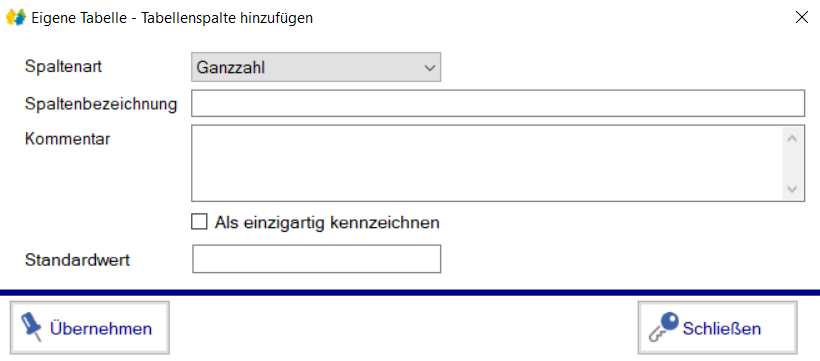 Eigene Tabelle - Tabellenspalte hinzufügen
Spaltenart Ganzzahl
Spaltenbezeichnung
Kommentar
Als einzigartig kennzeichnen
Standardwert
Übernehmen Schließen